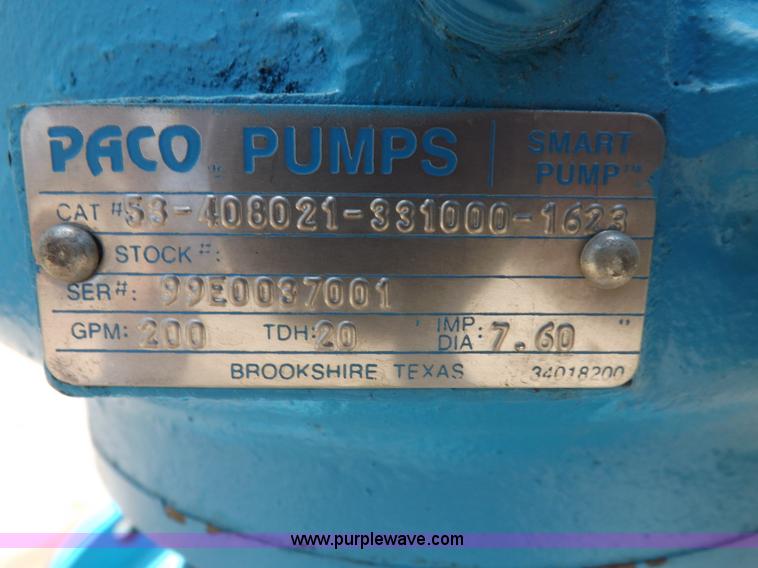 PACO PUMPS SMART PUMP™
CAT # 53-408021-331000-1623
STOCK #:
SER#: 99E0037001
GPM: 200 TDH: 20 ' IMP. DIA: 7.60 "
BROOKSHIRE TEXAS 34018200
www.purplewave.com